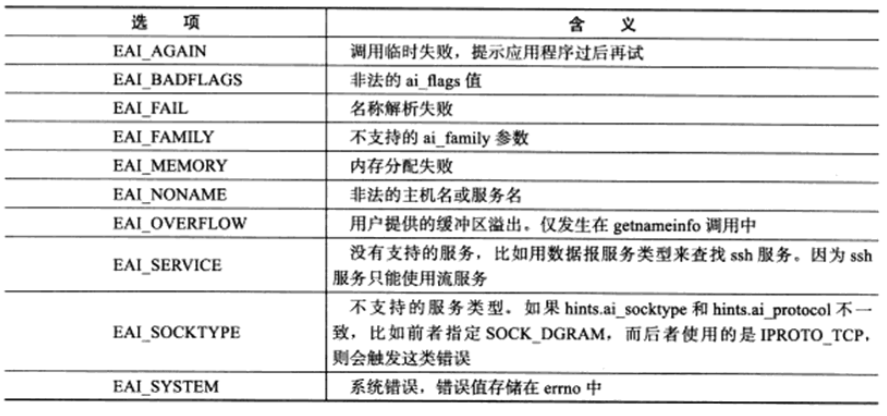 选 项 含 义
EAI_AGAIN 调用临时失败，提示应用程序过后再试
EAI_BADFLAGS 非法的 ai_flags 值
EAI_FAIL 名称解析失败
EAI_FAMILY 不支持的 ai_family 参数
EAI_MEMORY 内存分配失败
EAI_NONAME 非法的主机名或服务名
EAI_OVERFLOW 用户提供的缓冲区溢出。仅发生在 getnameinfo 调用中
EAI_SERVICE 没有支持的服务，比如用数据报服务类型来查找 ssh 服务。因为 ssh
服务只能使用流服务
EAI_SOCKTYPE 不支持的服务类型。如果 hints.ai_socktype 和 hints.ai_protocol 不一
致，比如前者指定 SOCK_DGRAM，而后者使用的是 IPROTO_TCP，
则会触发这类错误
EAI_SYSTEM 系统错误，错误值存储在 errno 中